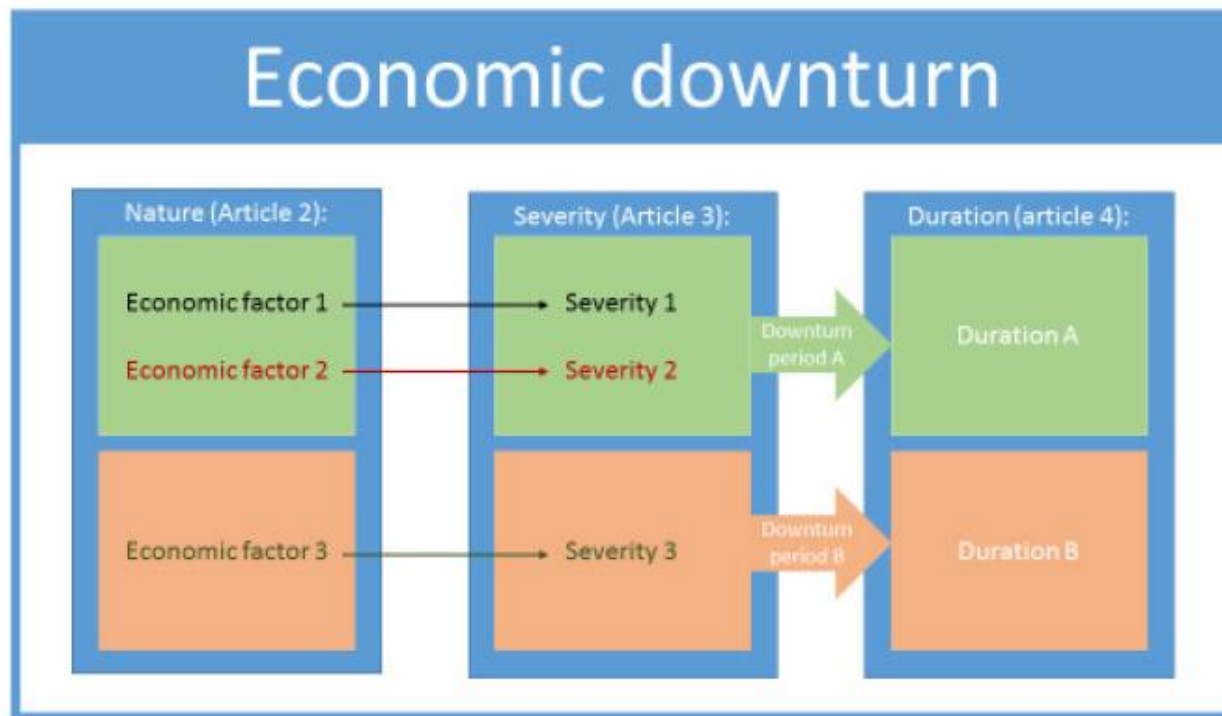 Economic downturn
Nature (Article 2):
Economic factor 1
Economic factor 2
Economic factor 3
Severity (Article 3):
Severity 1
Severity 2
Severity 3
Downturn
period A
Downturn
period B
Duration (article 4):
Duration A
Duration B